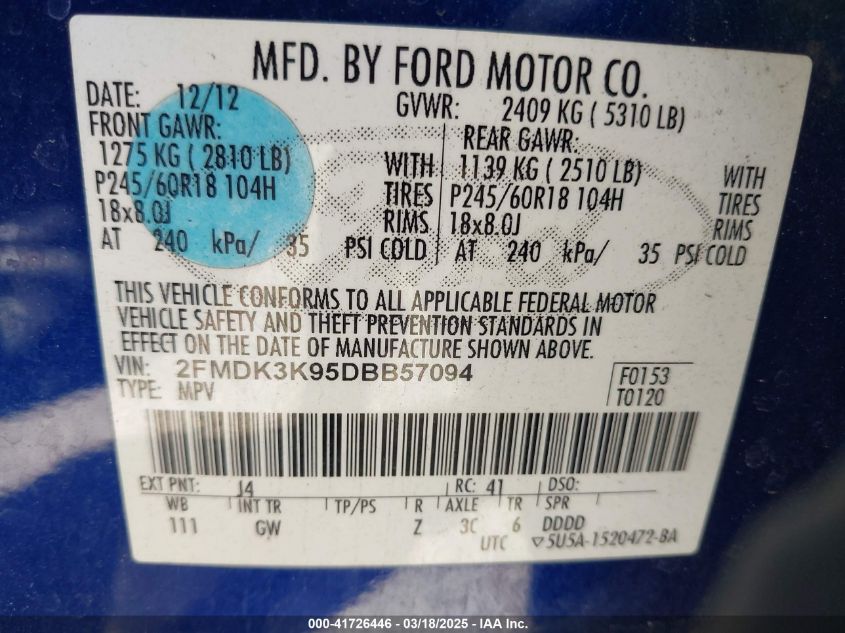 MFD. BY FORD MOTOR CO.
DATE: 12/12 GVWR: 2409 KG ( 5310 LB)
FRONT GAWR: REAR GAWR:
1275 KG ( 2810 LB) WITH 1139 KG ( 2510 LB) WITH
P245/60R18 104H TIRES P245/60R18 104H TIRES
18x8.0J RIMS 18x8.0J RIMS
AT 240 kPa/ 35 PSI COLD AT 240 kPa/ 35 PSI COLD
THIS VEHICLE CONFORMS TO ALL APPLICABLE FEDERAL MOTOR
VEHICLE SAFETY AND THEFT PREVENTION STANDARDS IN
EFFECT ON THE DATE OF MANUFACTURE SHOWN ABOVE.
VIN: 2FMDK3K95DBB57094 F0153
TYPE: MPV T0120
EXT PNT: J4 RC: 41 DSO:
WB INT TR TP/PS R AXLE TR SPR
111 GW Z 3C 6 DDDD
UTC ▽5U5A-1520472-BA
000-41726446 - 03/18/2025 - IAA Inc.